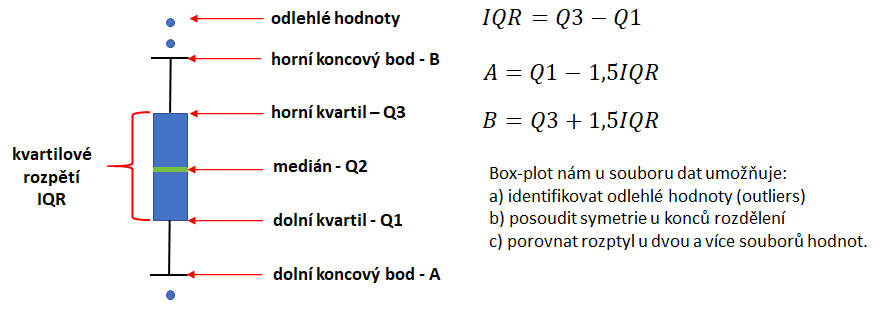 odlehlé hodnoty
horní koncový bod - B
horní kvartil – Q3
kvartilové
rozpětí
IQR
medián - Q2
dolní kvartil - Q1
dolní koncový bod - A
IQR = Q3 − Q1
A = Q1 − 1,5IQR
B = Q3 + 1,5IQR
Box-plot nám u souboru dat umožňuje:
a) identifikovat odlehlé hodnoty (outliers)
b) posoudit symetrie u konců rozdělení
c) porovnat rozptyl u dvou a více souborů hodnot.